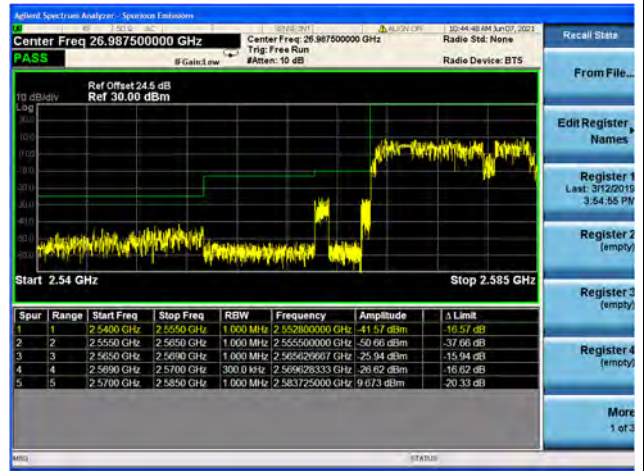 Agilent Spectrum Analyzer - Spurious Emissions
RF 50 Ω AC SENSE:INT ALIGN OFF 10:44:48 AM Jun 07, 2021
Center Freq 26.987500000 GHz
Center Freq: 26.987500000 GHz
Radio Std: None
Trig: Free Run
PASS
IFGain:Low
#Atten: 10 dB
Radio Device: BTS
Ref Offset 24.5 dB
10 dB/div Ref 30.00 dBm
Log
Start 2.54 GHz
Stop 2.585 GHz
Spur Range Start Freq Stop Freq RBW Frequency Amplitude Δ Limit
1 1 2.5400 GHz 2.5550 GHz 1.000 MHz 2.552800000 GHz -41.57 dBm -16.57 dB
2 2 2.5550 GHz 2.5650 GHz 1.000 MHz 2.555500000 GHz -50.66 dBm -37.66 dB
3 3 2.5650 GHz 2.5690 GHz 1.000 MHz 2.565626667 GHz -25.94 dBm -15.94 dB
4 4 2.5690 GHz 2.5700 GHz 300.0 kHz 2.569628333 GHz -26.62 dBm -16.62 dB
5 5 2.5700 GHz 2.5850 GHz 1.000 MHz 2.583725000 GHz 9.673 dBm -20.33 dB
MSG
STATUS
Recall State
From File...
Edit Register
Names
Register 1
Last: 3/12/2019
3:54:55 PM
Register 2
(empty)
Register 3
(empty)
Register 4
(empty)
More
1 of 3